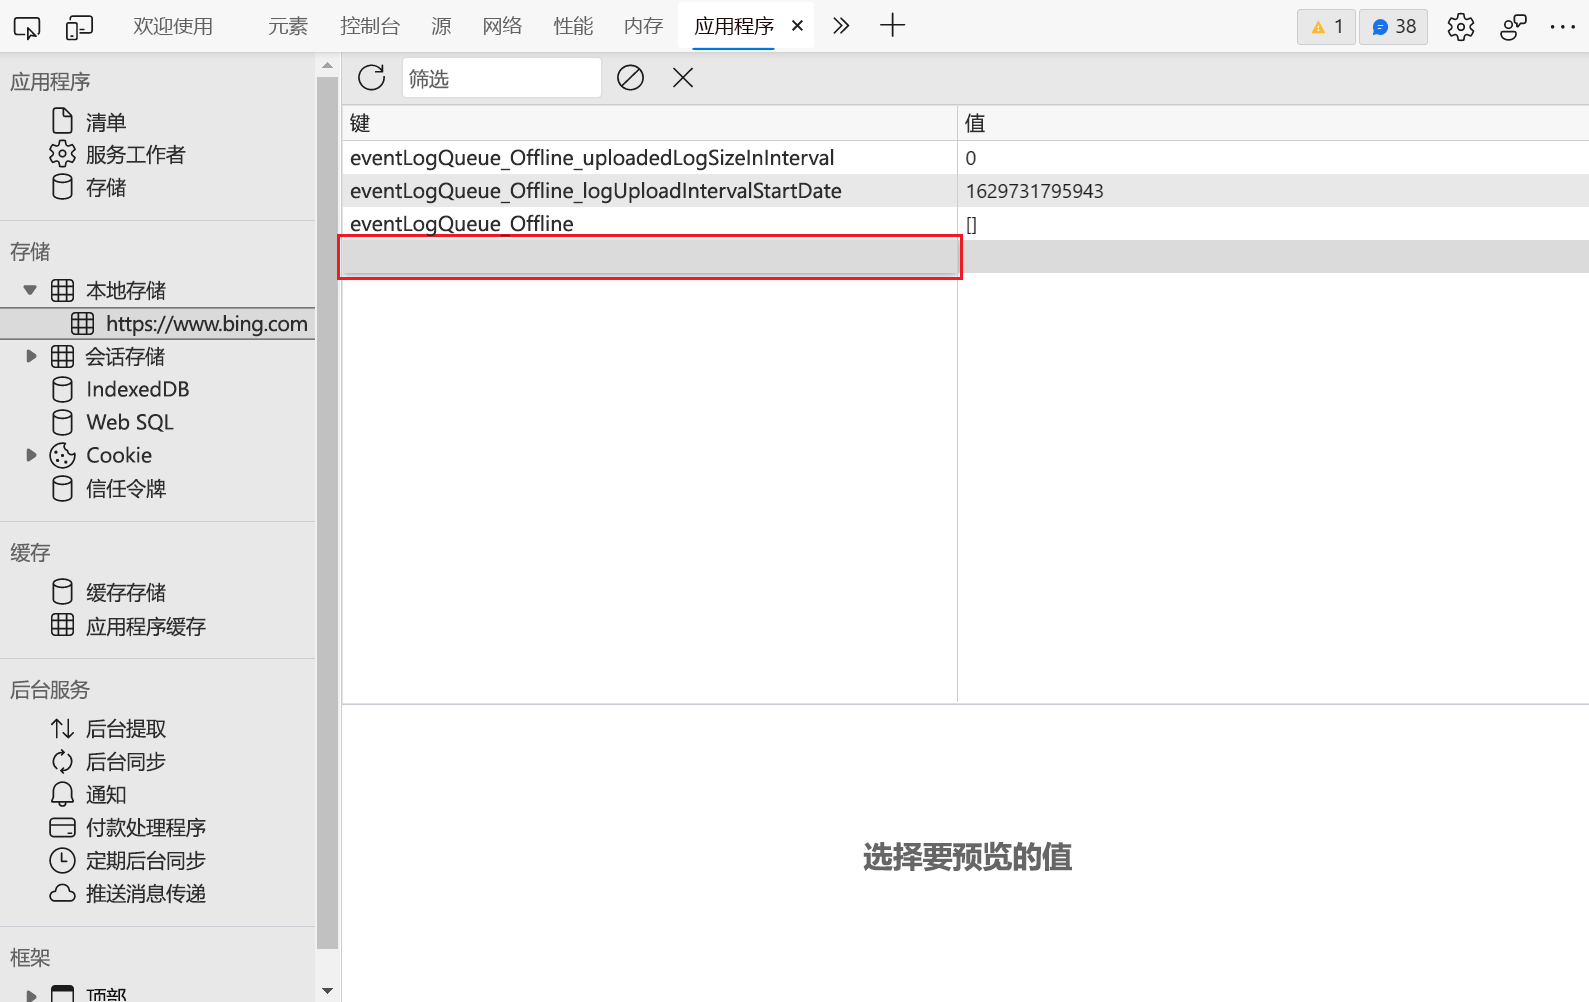 欢迎使用 元素 控制台 源 网络 性能 内存 应用程序 1 38
应用程序
清单
服务工作者
存储
存储
本地存储
https://www.bing.com
会话存储
IndexedDB
Web SQL
Cookie
信任令牌
缓存
缓存存储
应用程序缓存
后台服务
后台提取
后台同步
通知
付款处理程序
定期后台同步
推送消息传递
框架
顶部
筛选
键 值
eventLogQueue_Offline_uploadedLogSizeInInterval 0
eventLogQueue_Offline_logUploadIntervalStartDate 1629731795943
eventLogQueue_Offline []
选择要预览的值